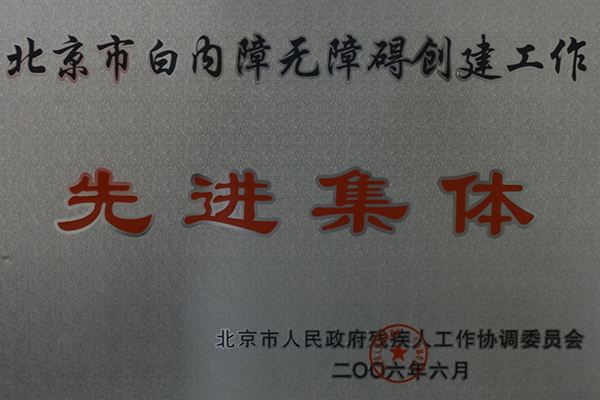 北京市白内障无障碍创建工作
先进集体
北京市人民政府残疾人工作协调委员会
二〇〇六年六月